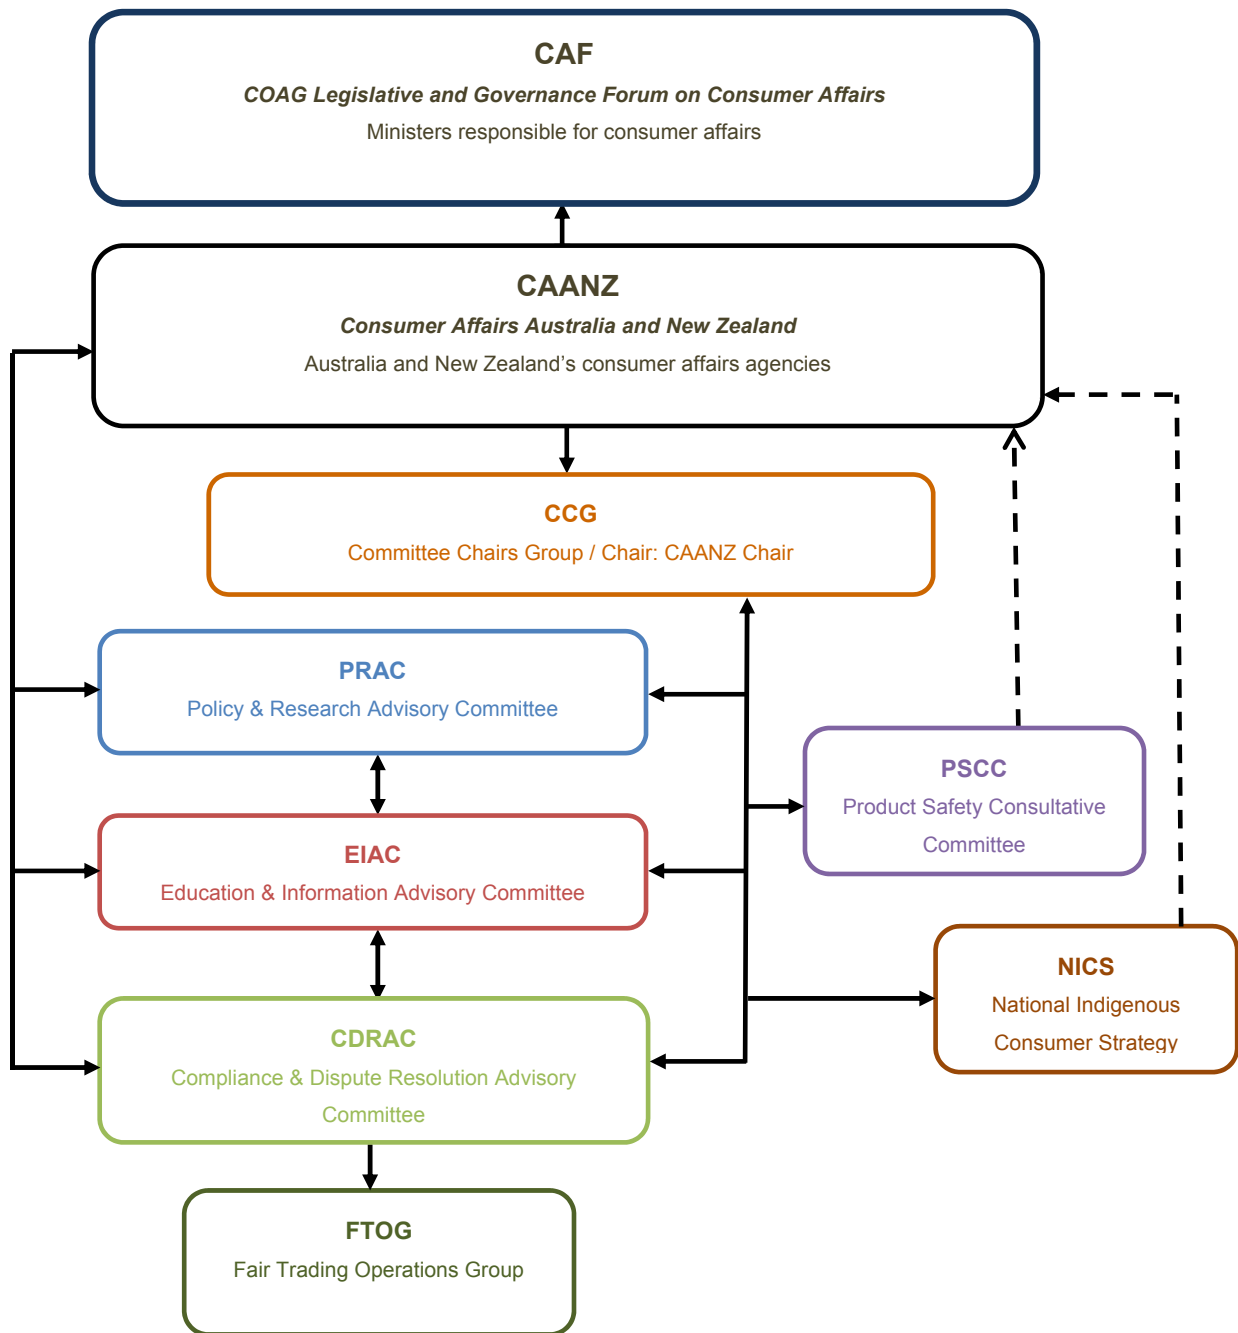 CAF
COAG Legislative and Governance Forum on Consumer Affairs
Ministers responsible for consumer affairs
CAANZ
Consumer Affairs Australia and New Zealand
Australia and New Zealand’s consumer affairs agencies
CCG
Committee Chairs Group / Chair: CAANZ Chair
PRAC
Policy & Research Advisory Committee
PSCC
Product Safety Consultative
Committee
EIAC
Education & Information Advisory Committee
NICS
National Indigenous
Consumer Strategy
CDRAC
Compliance & Dispute Resolution Advisory
Committee
FTOG
Fair Trading Operations Group